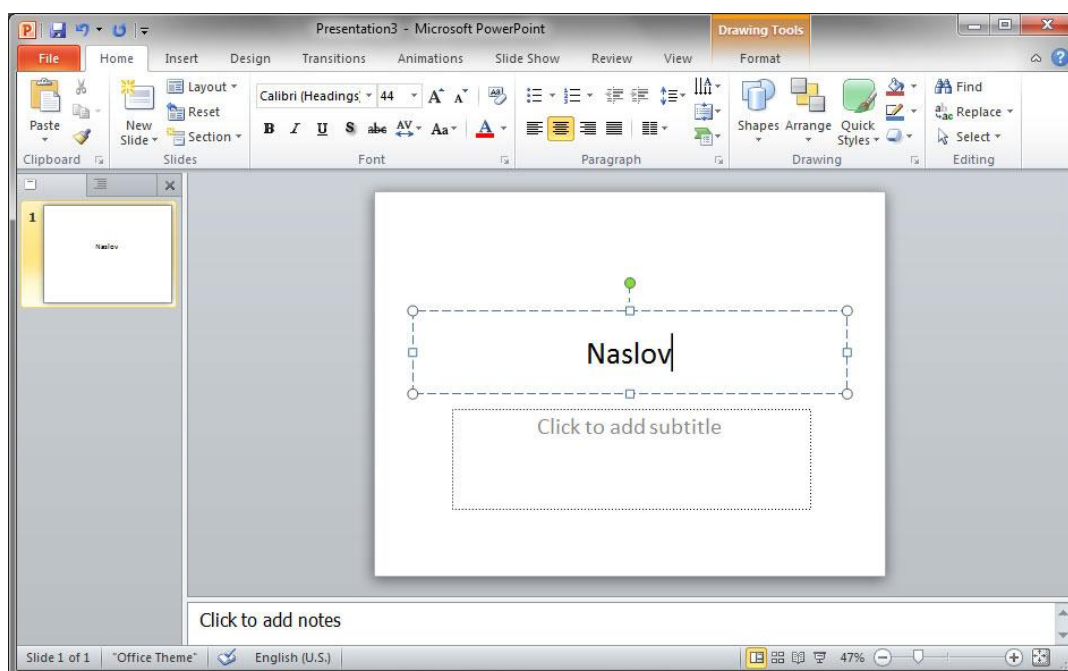 Presentation3 - Microsoft PowerPoint
Drawing Tools
File Home Insert Design Transitions Animations Slide Show Review View Format
Paste
New Slide
Layout
Reset
Section
Calibri (Headings) 44
B I U S abc AV Aa A
Shapes Arrange Quick Styles
Find
Replace
Select
Clipboard Slides Font Paragraph Drawing Editing
1
Naslov
Naslov
Click to add subtitle
Click to add notes
Slide 1 of 1 "Office Theme" English (U.S.) 47%